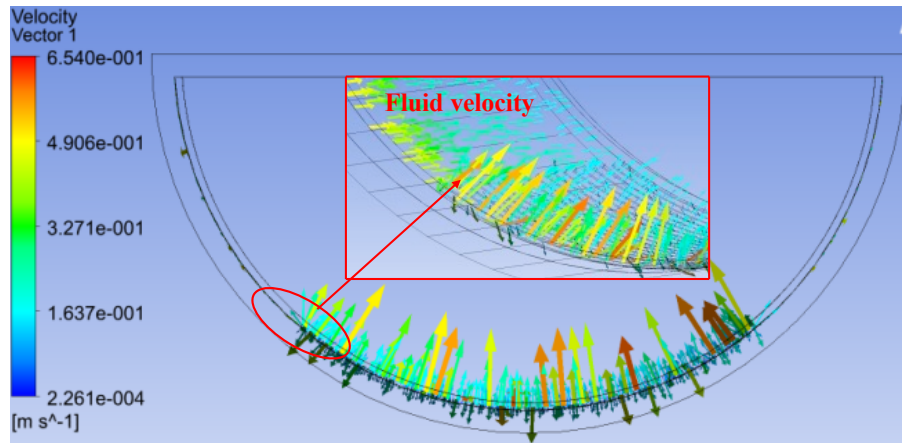 Velocity
Vector 1
6.540e-001
4.906e-001
3.271e-001
1.637e-001
2.261e-004
[m s^-1]
Fluid velocity